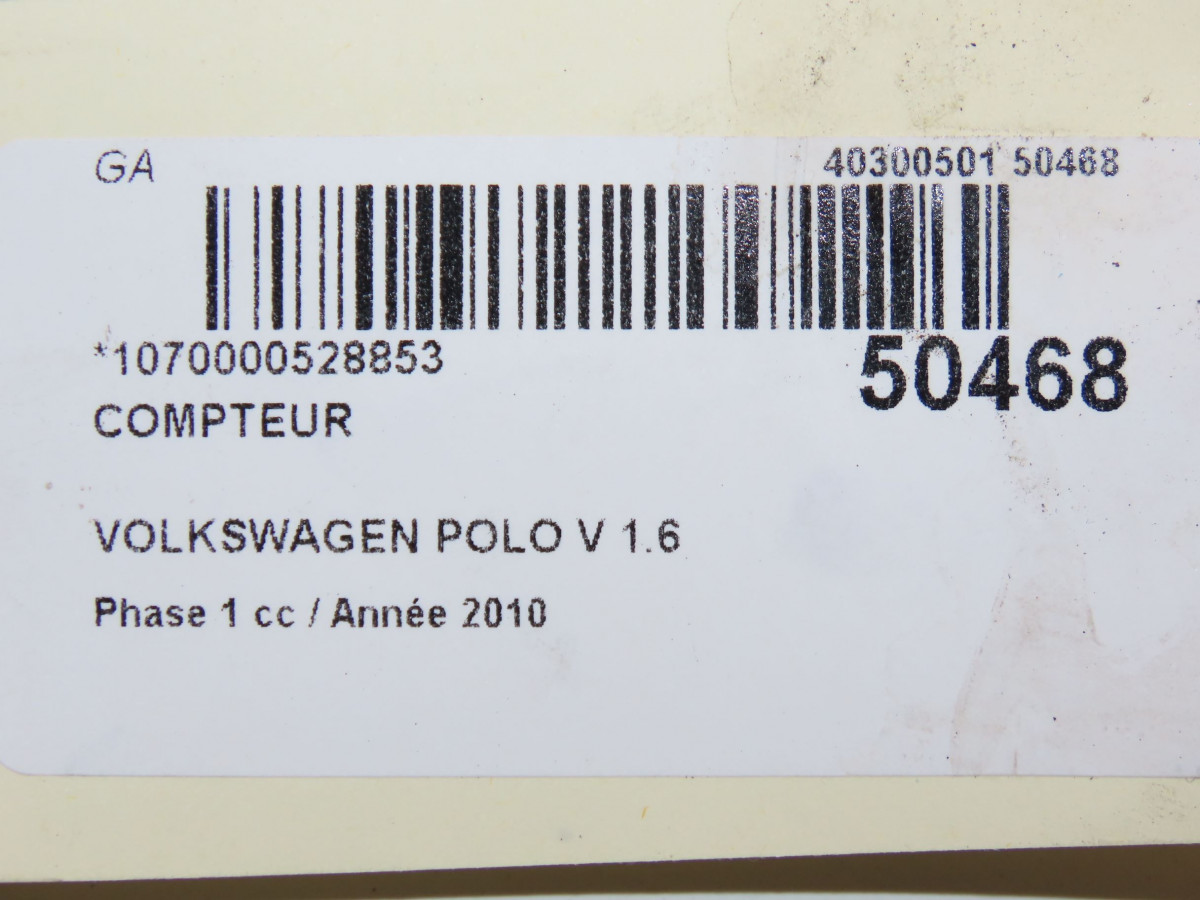 GA 40300501 50468
*1070000528853
50468
COMPTEUR
VOLKSWAGEN POLO V 1.6
Phase 1 cc / Année 2010